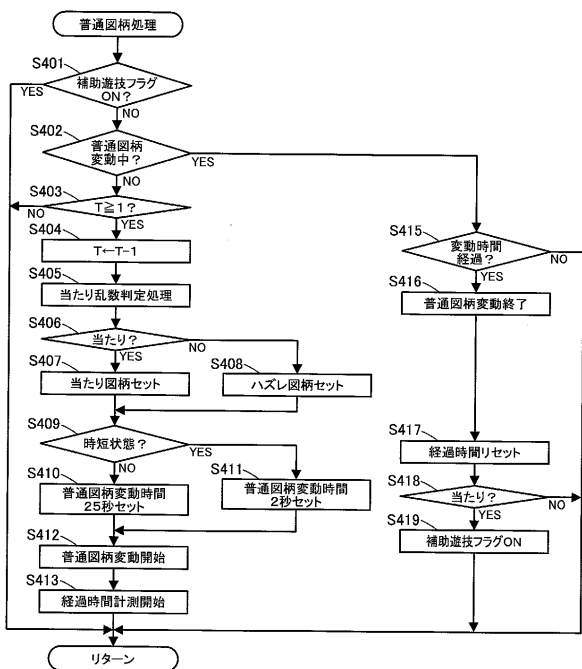 普通図柄処理
S401
補助遊技フラグ
ON?
YES
NO
S402
普通図柄
変動中?
YES
NO
S403
T≧1?
NO
YES
S404
T←T-1
S405
当たり乱数判定処理
S406
当たり?
NO
YES
S407
当たり図柄セット
S408
ハズレ図柄セット
S409
時短状態?
YES
NO
S410
普通図柄変動時間
25秒セット
S411
普通図柄変動時間
2秒セット
S412
普通図柄変動開始
S413
経過時間計測開始
S415
変動時間
経過?
NO
YES
S416
普通図柄変動終了
S417
経過時間リセット
S418
当たり?
NO
YES
S419
補助遊技フラグON
リターン